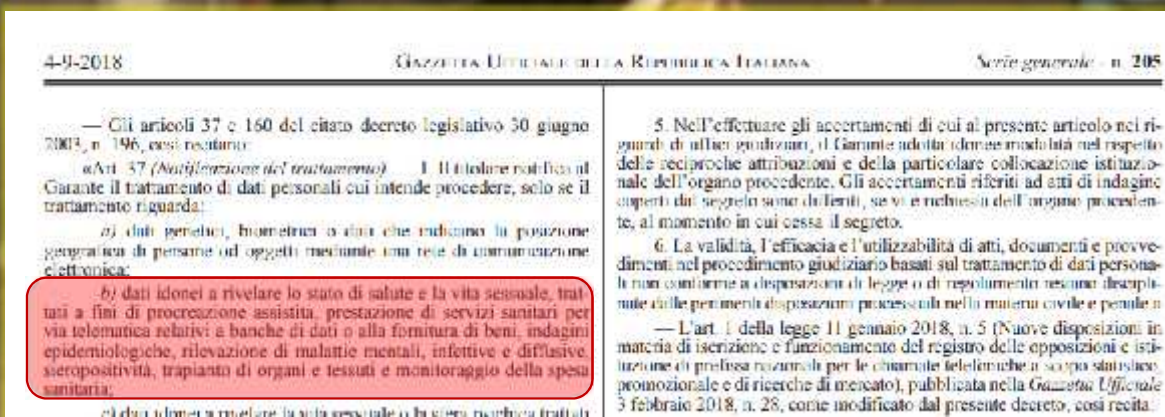 4-9-2018
GAZZETTA UFFICIALE DELLA REPUBBLICA ITALIANA
Serie generale - n. 205
— Gli articoli 37 e 160 del citato decreto legislativo 30 giugno
2003, n. 196, così recitano:
«Art. 37 (Notificazione del trattamento) 1. Il titolare notifica al
Garante il trattamento di dati personali cui intende procedere, solo se il
trattamento riguarda:
a) dati genetici, biometrici o dati che indicano la posizione
geografica di persone od oggetti mediante una rete di comunicazione
elettronica;
b) dati idonei a rivelare lo stato di salute e la vita sessuale, trat-
tati a fini di procreazione assistita, prestazione di servizi sanitari per
via telematica relativi a banche di dati o alla fornitura di beni, indagini
epidemiologiche, rilevazione di malattie mentali, infettive e diffusive,
sieropositività, trapianto di organi e tessuti e monitoraggio della spesa
sanitaria;
c) dati idonei a rivelare la vita sessuale o la sfera psichica trattati
5. Nell'effettuare gli accertamenti di cui al presente articolo nei ri-
guardi di uffici giudiziari, il Garante adotta idonee modalità nel rispetto
delle reciproche attribuzioni e della particolare collocazione istituzio-
nale dell'organo procedente. Gli accertamenti riferiti ad atti di indagine
coperti dal segreto sono differiti, se vi è richiesta dell'organo proceden-
te, al momento in cui cessa il segreto.
6. La validità, l'efficacia e l'utilizzabilità di atti, documenti e provve-
dimenti nel procedimento giudiziario basati sul trattamento di dati persona-
li non conforme a disposizioni di legge o di regolamento restano discipli-
nate dalle pertinenti disposizioni processuali nella materia civile e penale.»
— L'art. 1 della legge 11 gennaio 2018, n. 5 (Nuove disposizioni in
materia di iscrizione e funzionamento del registro delle opposizioni e isti-
tuzione di prefissi nazionali per le chiamate telefoniche a scopo statistico,
promozionale e di ricerche di mercato), pubblicata nella Gazzetta Ufficiale
3 febbraio 2018, n. 28, come modificato dal presente decreto, così recita: